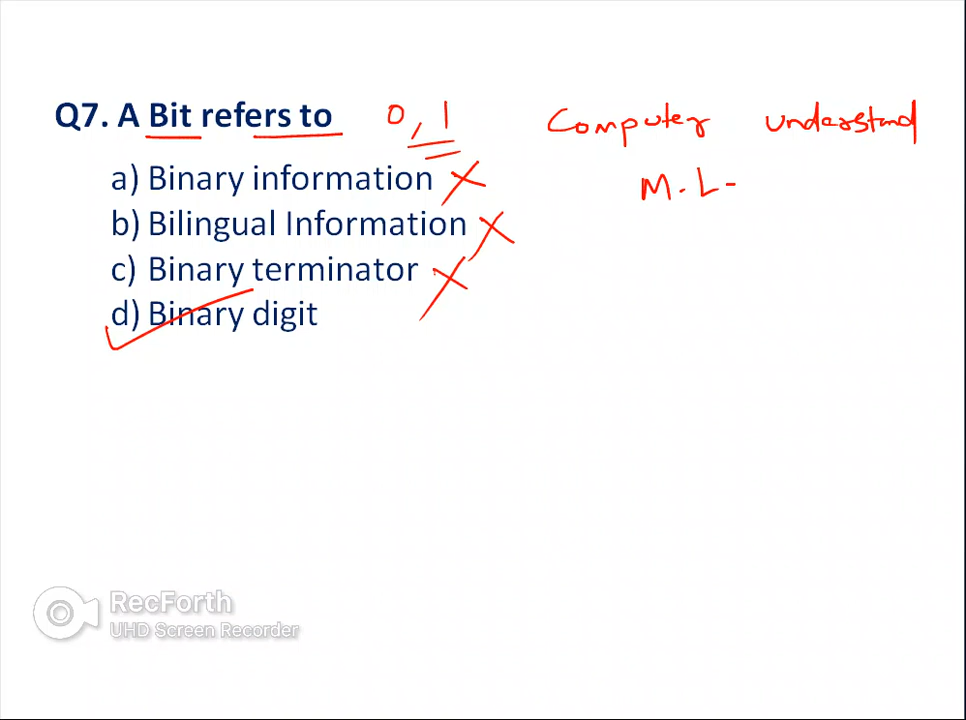 Q7. A Bit refers to 0, 1 Computer understand
a) Binary information M.L-
b) Bilingual Information
c) Binary terminator
d) Binary digit
RecForth
UHD Screen Recorder